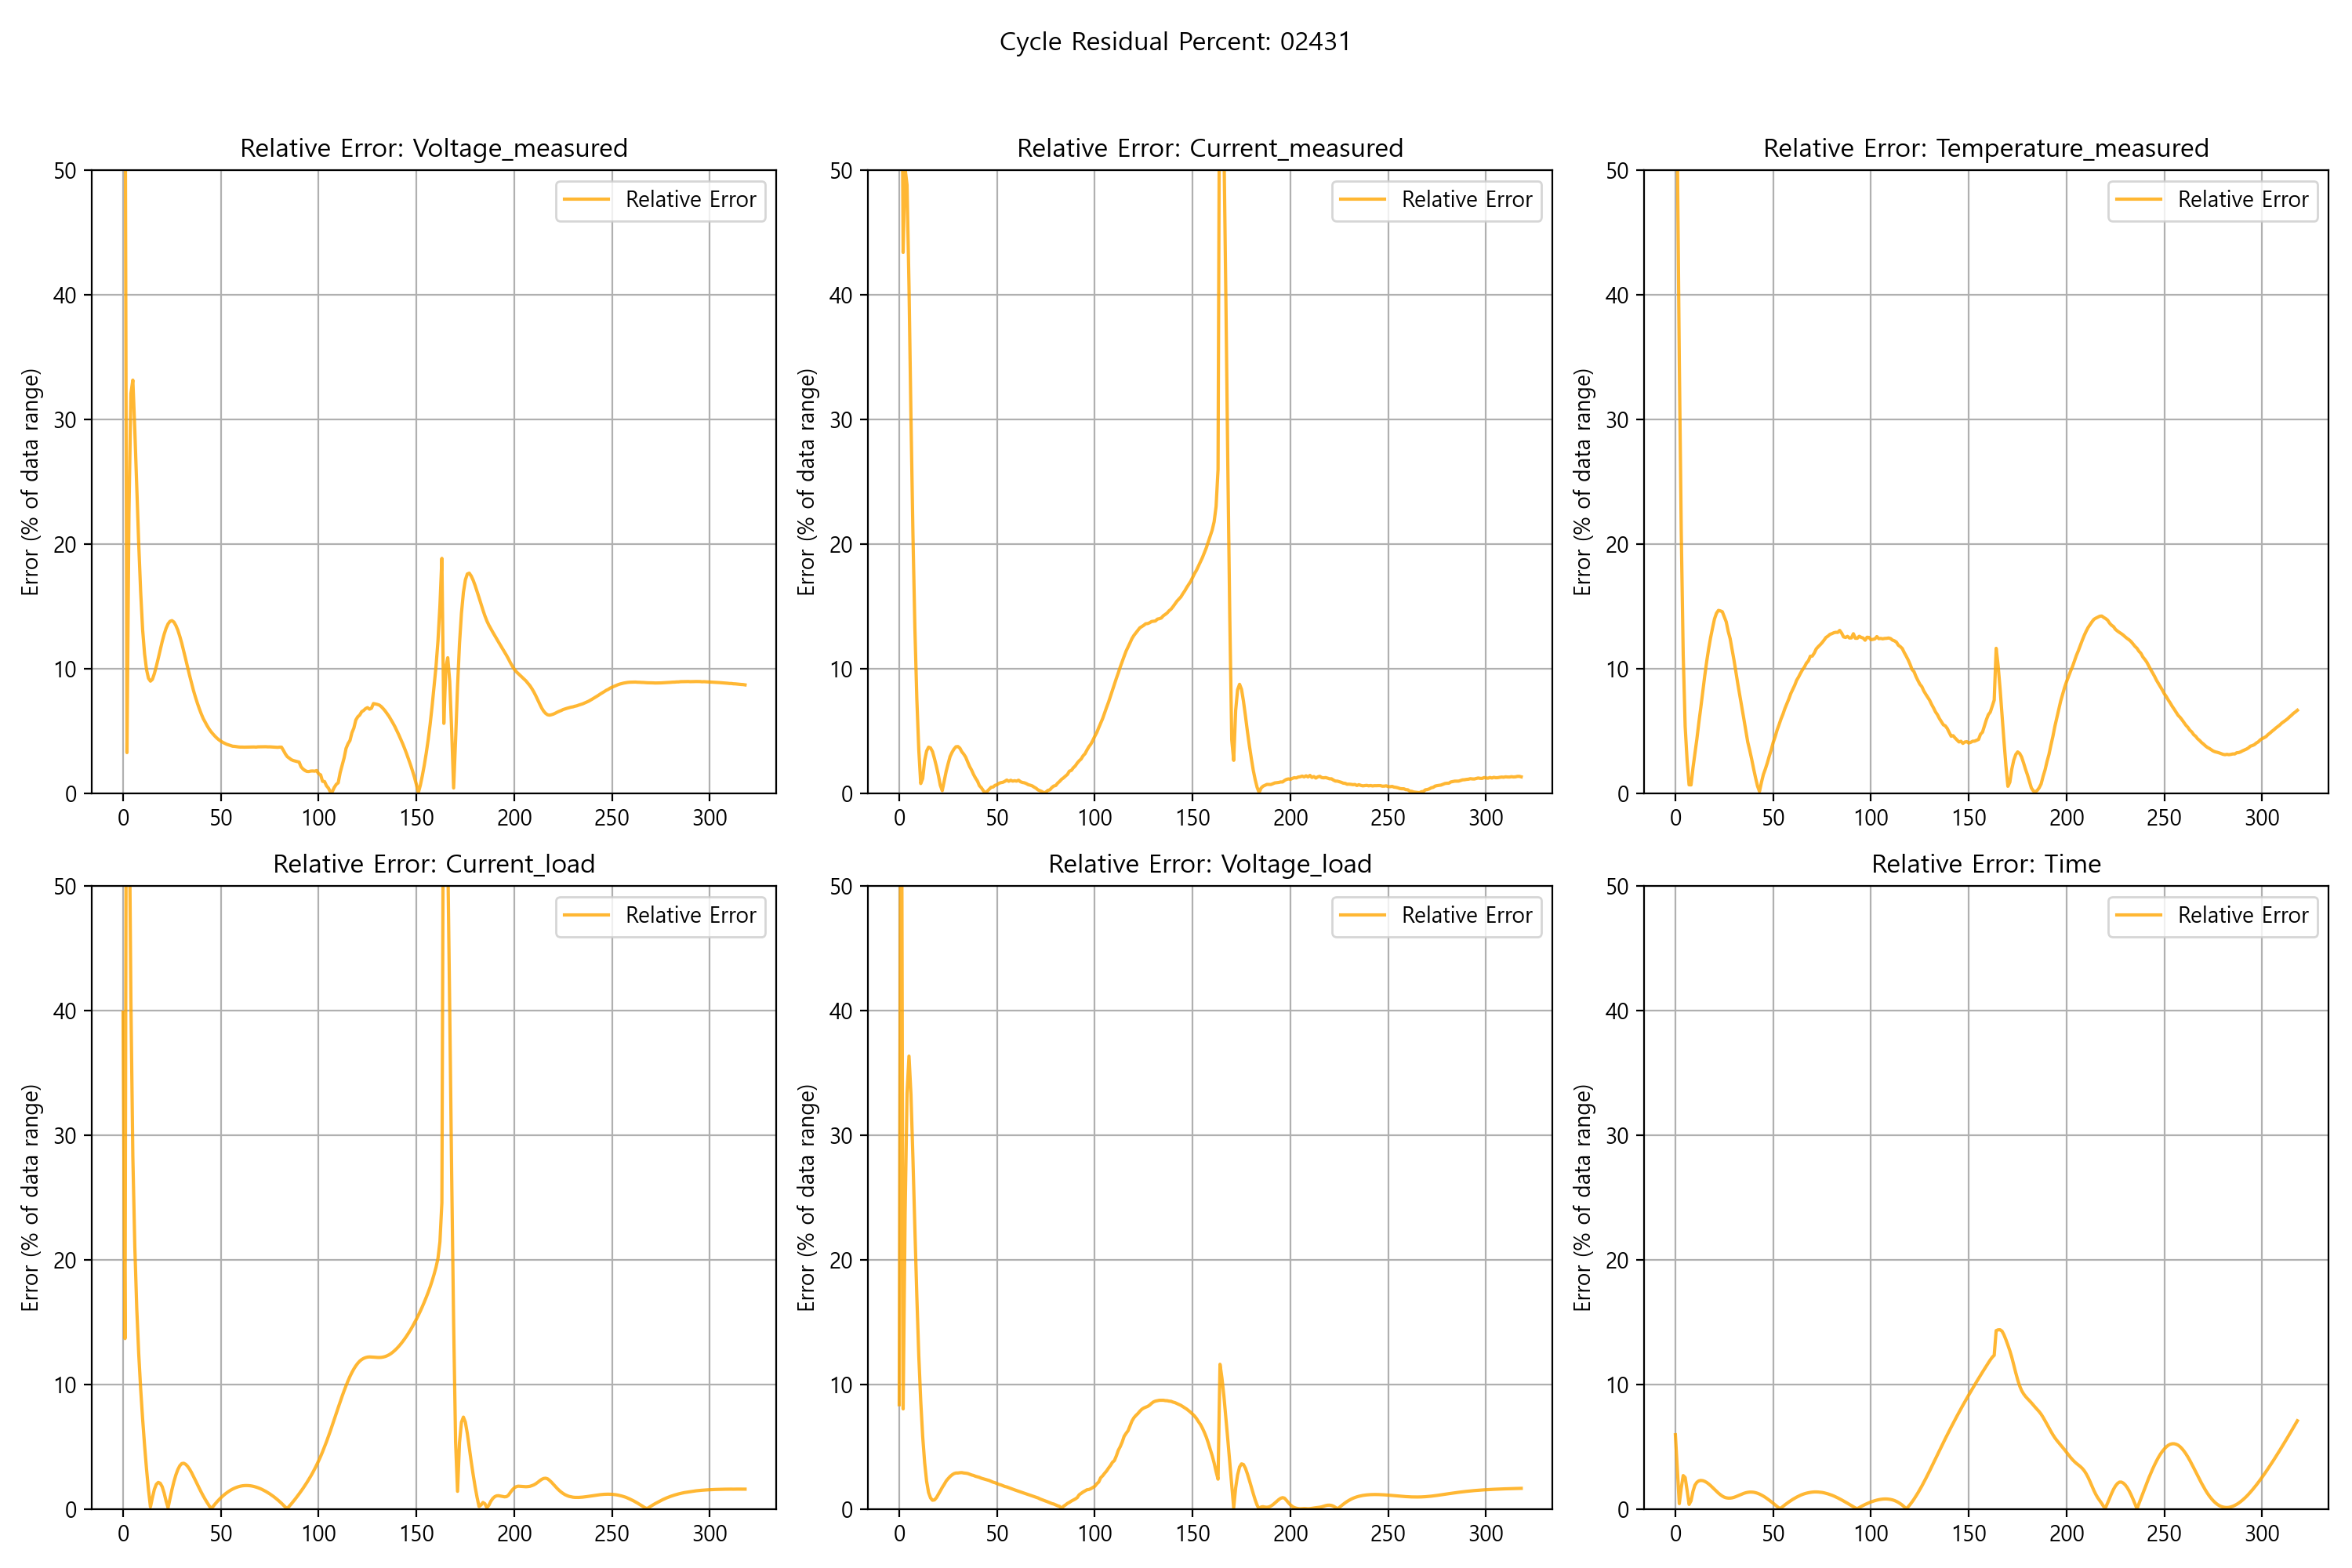 Cycle Residual Percent: 02431
Relative Error: Voltage_measured
Relative Error: Current_measured
Relative Error: Temperature_measured
Error (% of data range)
50
40
30
20
10
0
0 50 100 150 200 250 300
Relative Error
Error (% of data range)
50
40
30
20
10
0
0 50 100 150 200 250 300
Relative Error
Error (% of data range)
50
40
30
20
10
0
0 50 100 150 200 250 300
Relative Error
Relative Error: Current_load
Relative Error: Voltage_load
Relative Error: Time
Error (% of data range)
50
40
30
20
10
0
0 50 100 150 200 250 300
Relative Error
Error (% of data range)
50
40
30
20
10
0
0 50 100 150 200 250 300
Relative Error
Error (% of data range)
50
40
30
20
10
0
0 50 100 150 200 250 300
Relative Error